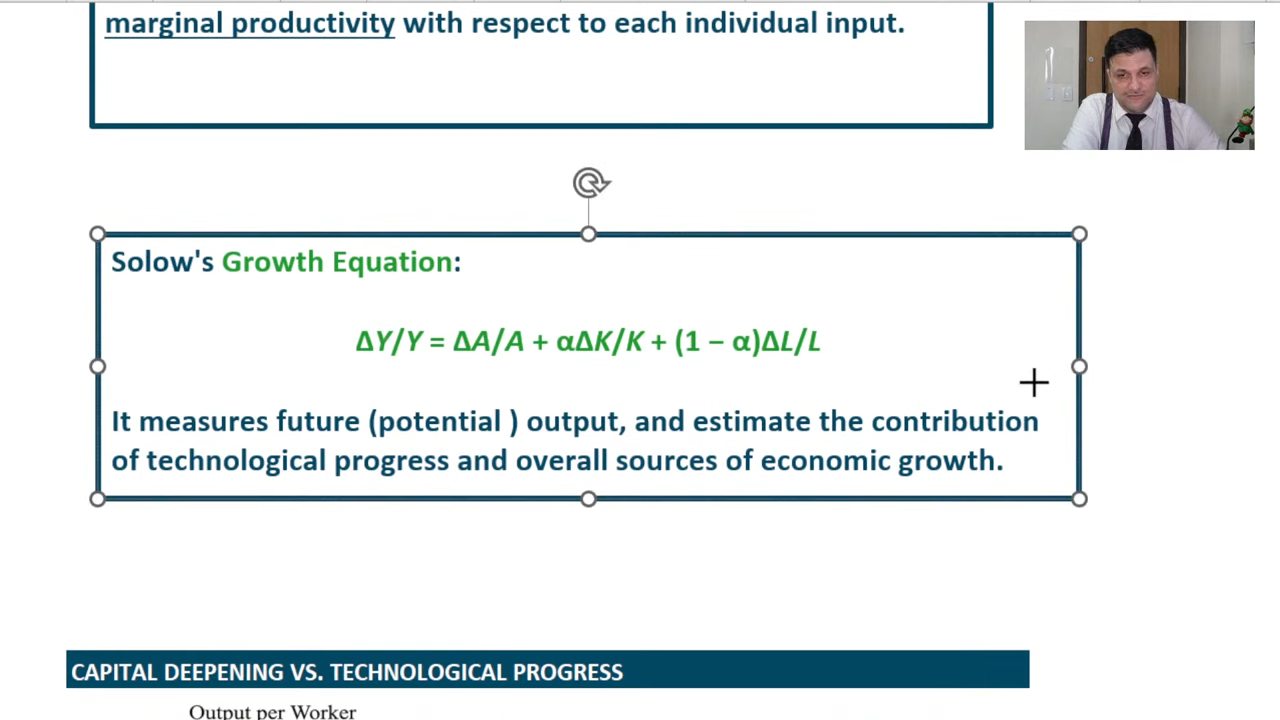 marginal productivity with respect to each individual input.
Solow's Growth Equation:
ΔY/Y = ΔA/A + αΔK/K + (1 − α)ΔL/L
It measures future (potential ) output, and estimate the contribution
of technological progress and overall sources of economic growth.
CAPITAL DEEPENING VS. TECHNOLOGICAL PROGRESS
Output per Worker